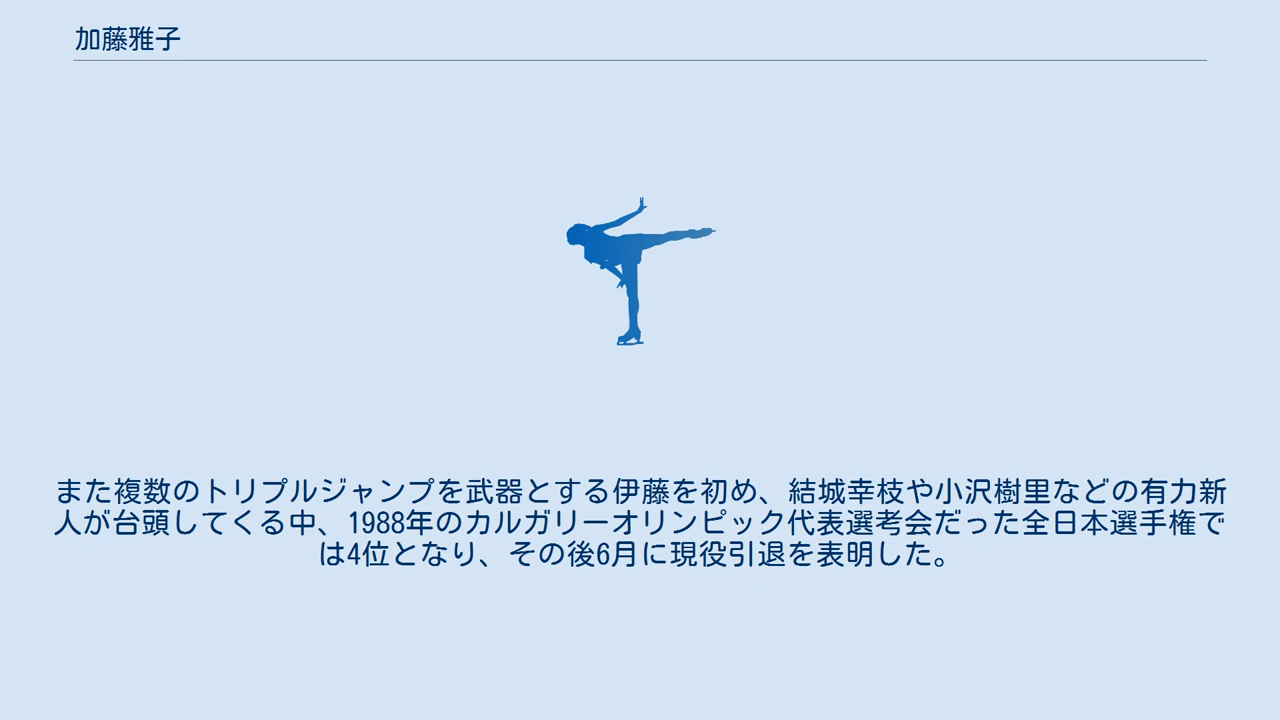 加藤雅子
また複数のトリプルジャンプを武器とする伊藤を初め、結城幸枝や小沢樹里などの有力新
人が台頭してくる中、1988年のカルガリーオリンピック代表選考会だった全日本選手権で
は4位となり、その後6月に現役引退を表明した。